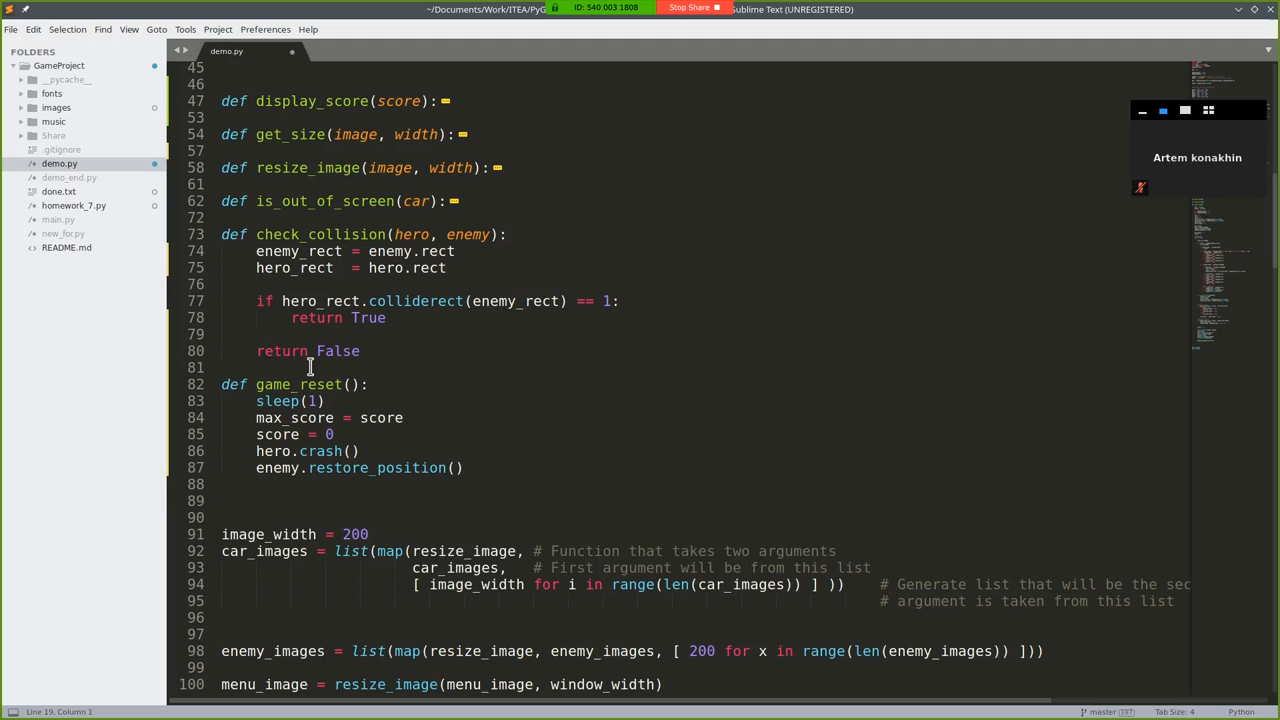 ~/Documents/Work/ITEA/PyG
ID: 540 003 1808
Stop Share
Sublime Text (UNREGISTERED)
File Edit Selection Find View Goto Tools Project Preferences Help
FOLDERS
GameProject
__pycache__
fonts
images
music
Share
.gitignore
demo.py
demo_end.py
done.txt
homework_7.py
main.py
new_for.py
README.md
demo.py
Artem konakhin
45
46
47 def display_score(score):
53
54 def get_size(image, width):
57
58 def resize_image(image, width):
61
62 def is_out_of_screen(car):
72
73 def check_collision(hero, enemy):
74 enemy_rect = enemy.rect
75 hero_rect  = hero.rect
76
77 if hero_rect.colliderect(enemy_rect) == 1:
78 return True
79
80 return False
81
82 def game_reset():
83 sleep(1)
84 max_score = score
85 score = 0
86 hero.crash()
87 enemy.restore_position()
88
89
90
91 image_width = 200
92 car_images = list(map(resize_image, # Function that takes two arguments
93 car_images,   # First argument will be from this list
94 [ image_width for i in range(len(car_images)) ] ))    # Generate list that will be the sec
95 # argument is taken from this list
96
97
98 enemy_images = list(map(resize_image, enemy_images, [ 200 for x in range(len(enemy_images)) ]))
99
100 menu_image = resize_image(menu_image, window_width)
Line 19, Column 1
master 197
Tab Size: 4
Python